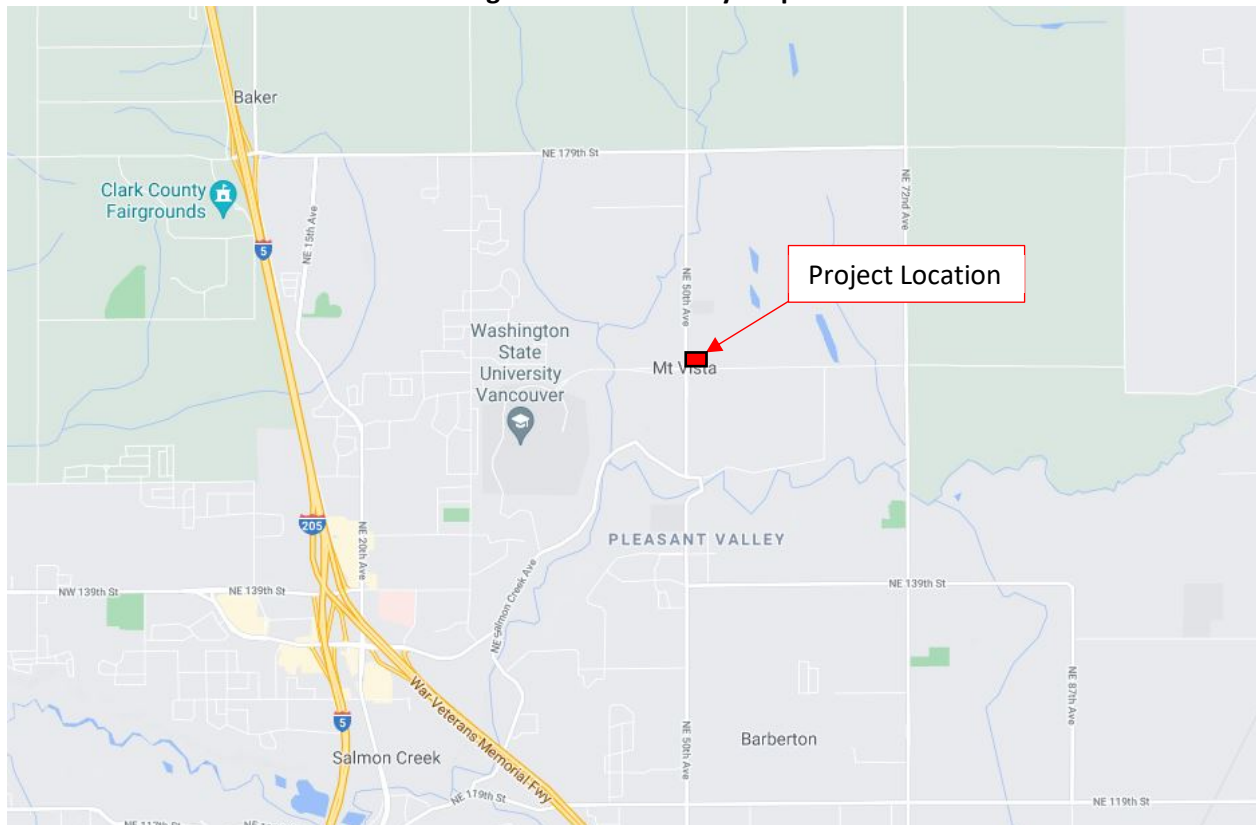 Baker
NE 179th St
Clark County
Fairgrounds
NE 15th Ave
NE 72nd Ave
5
NE 50th Ave
Project Location
Washington
State
University
Vancouver
Mt Vista
205
NE 20th Ave
PLEASANT VALLEY
NW 139th St
NE 139th St
NE 139th St
NE Salmon Creek Ave
NE 87th Ave
War Veterans Memorial Fwy
5
NE 50th Ave
Barberton
Salmon Creek
NE 119th St
NE 119th St